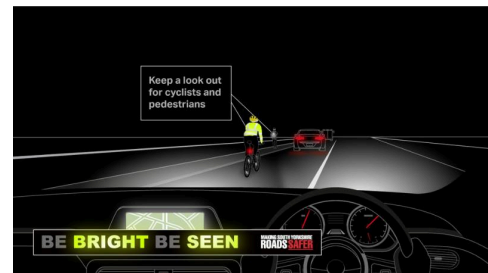 Keep a look out
for cyclists and
pedestrians
BE BRIGHT BE SEEN
MAKING SOUTH YORKSHIRE
ROADS SAFER